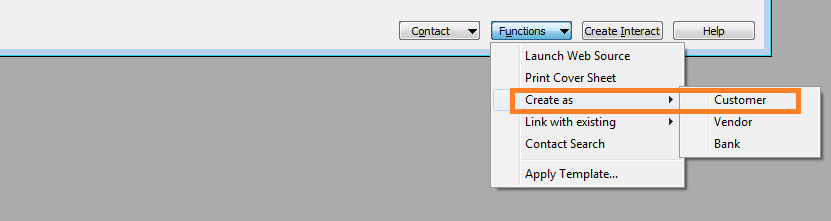 Contact
Functions
Create Interact
Help
Launch Web Source
Print Cover Sheet
Create as
Link with existing
Contact Search
Apply Template...
Customer
Vendor
Bank